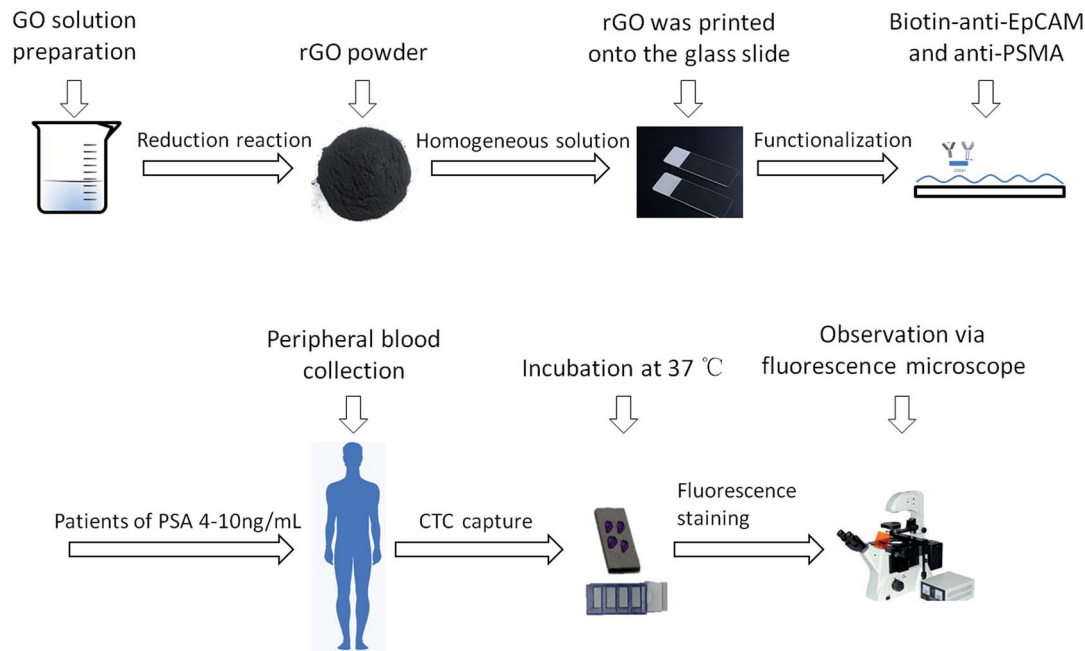 GO solution
preparation
rGO powder
rGO was printed
onto the glass slide
Biotin-anti-EpCAM
and anti-PSMA
Reduction reaction
Homogeneous solution
Functionalization
Peripheral blood
collection
Incubation at 37 ℃
Observation via
fluorescence microscope
Patients of PSA 4-10ng/mL
CTC capture
Fluorescence
staining